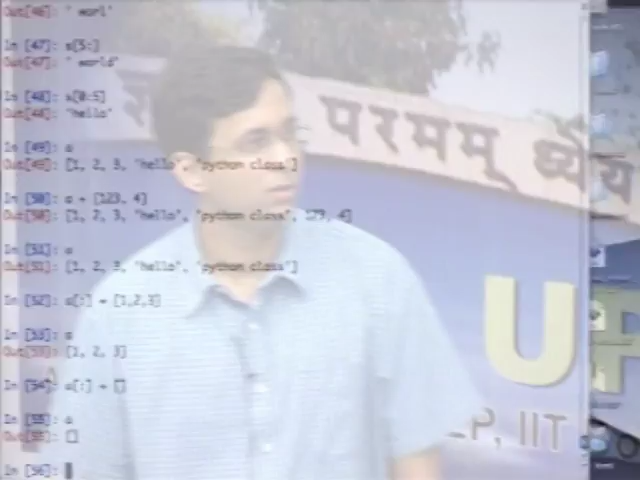 Out[46]: ' worl'
In [47]: s[5:]
Out[47]: ' world'
In [48]: s[0:5]
Out[48]: 'hello'
In [49]: a
Out[49]: [1, 2, 3, "hello", 'python class']
In [50]: a + [123, 4]
Out[50]: [1, 2, 3, "hello", 'python class', 123, 4]
In [51]: a
Out[51]: [1, 2, 3, "hello", 'python class']
In [52]: a[:] = [1,2,3]
In [53]: a
Out[53]: [1, 2, 3]
In [54]: a[:] = []
In [55]: a
Out[55]: []
In [56]:
परमम् ध्येय
UP
EP, IIT